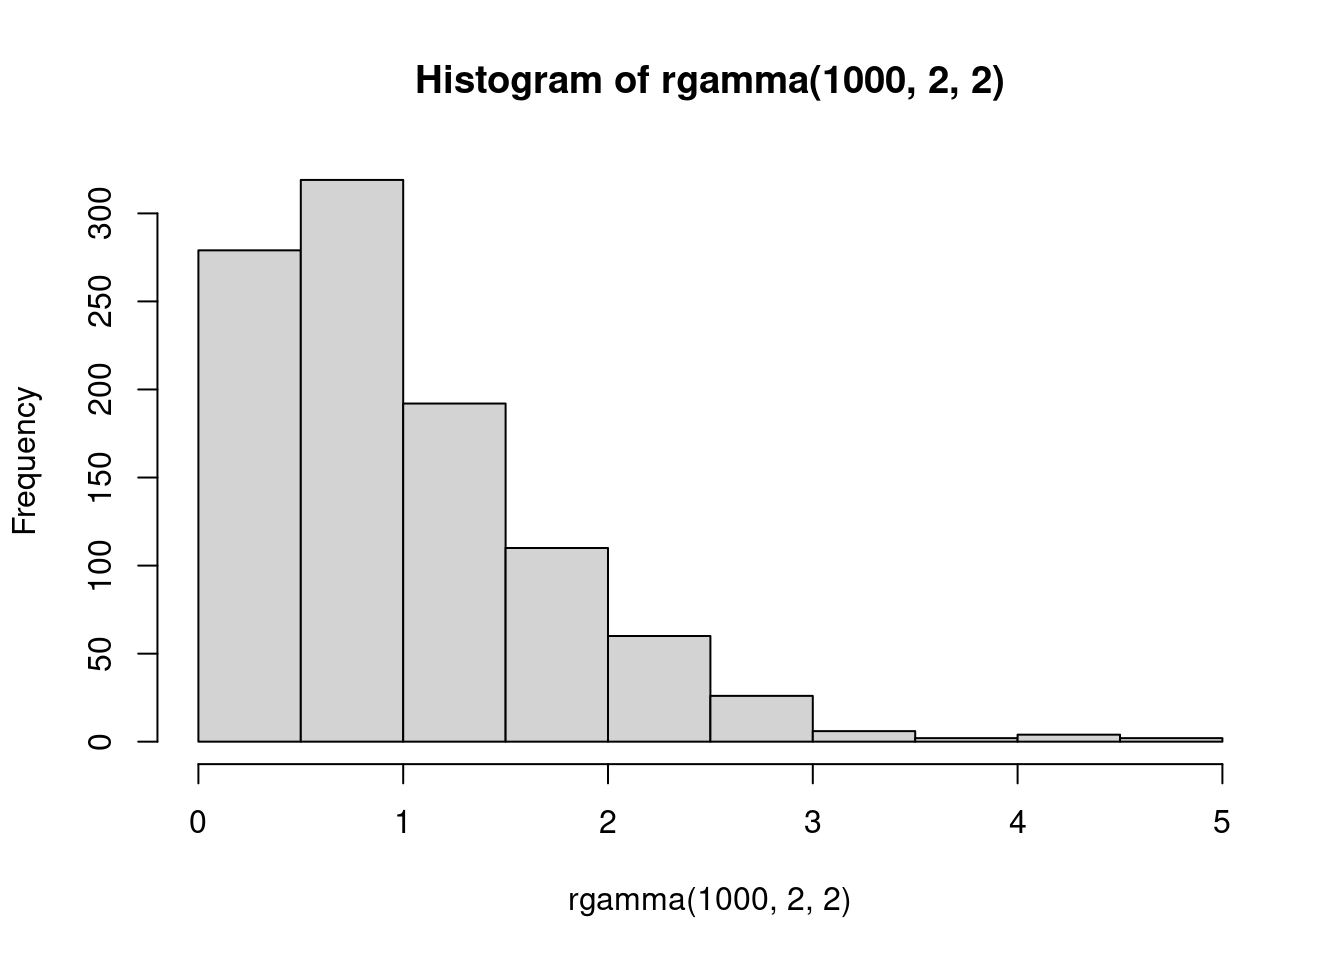 Histogram of rgamma(1000, 2, 2)
Frequency
300
250
200
150
100
50
0
0 1 2 3 4 5
rgamma(1000, 2, 2)